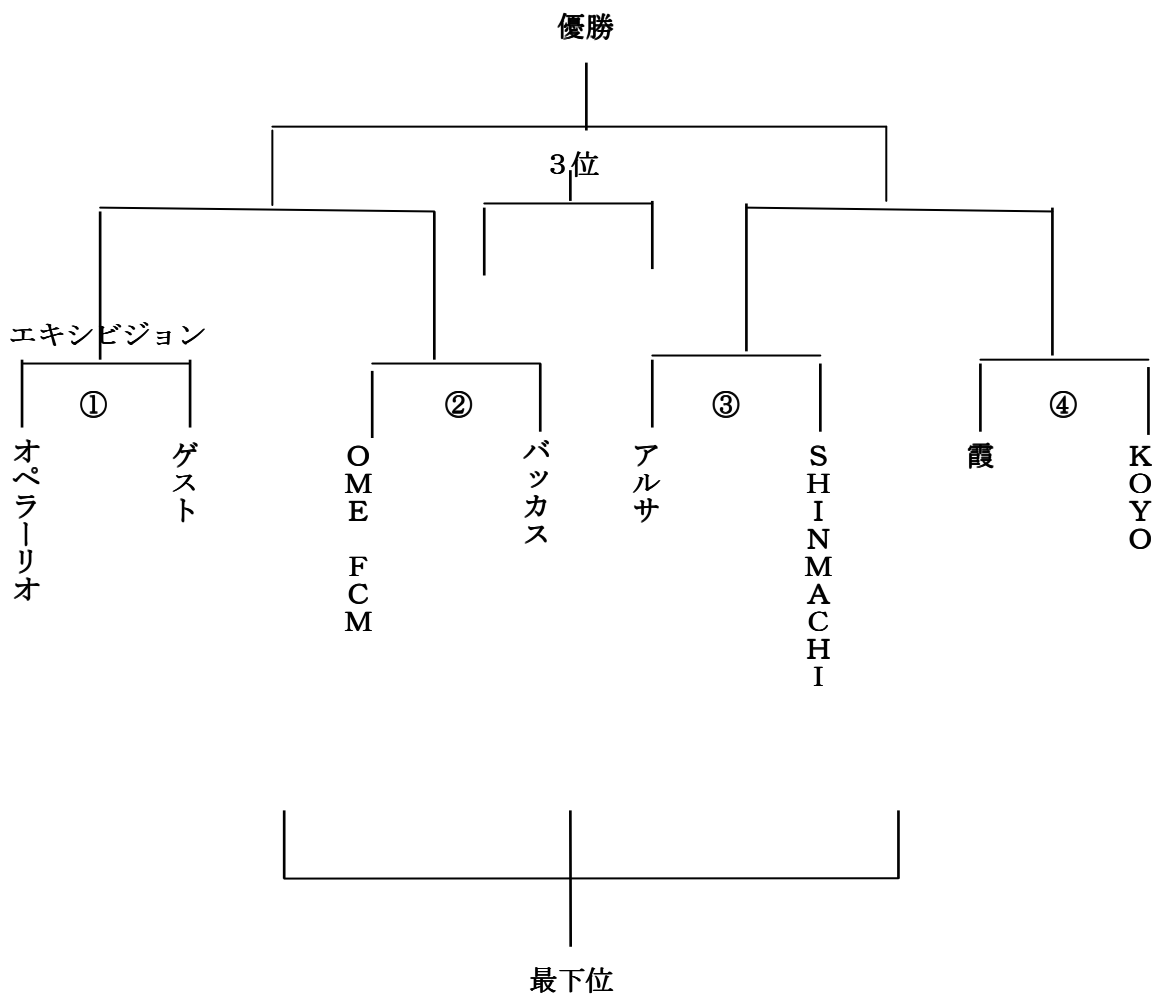 優勝
３位
エキシビジョン
①
②
③
④
オペラーリオ
ゲスト
ＯＭＥ　ＦＣＭ
バッカス
アルサ
ＳＨＩＮＭＡＣＨＩ
霞
ＫＯＹＯ
最下位